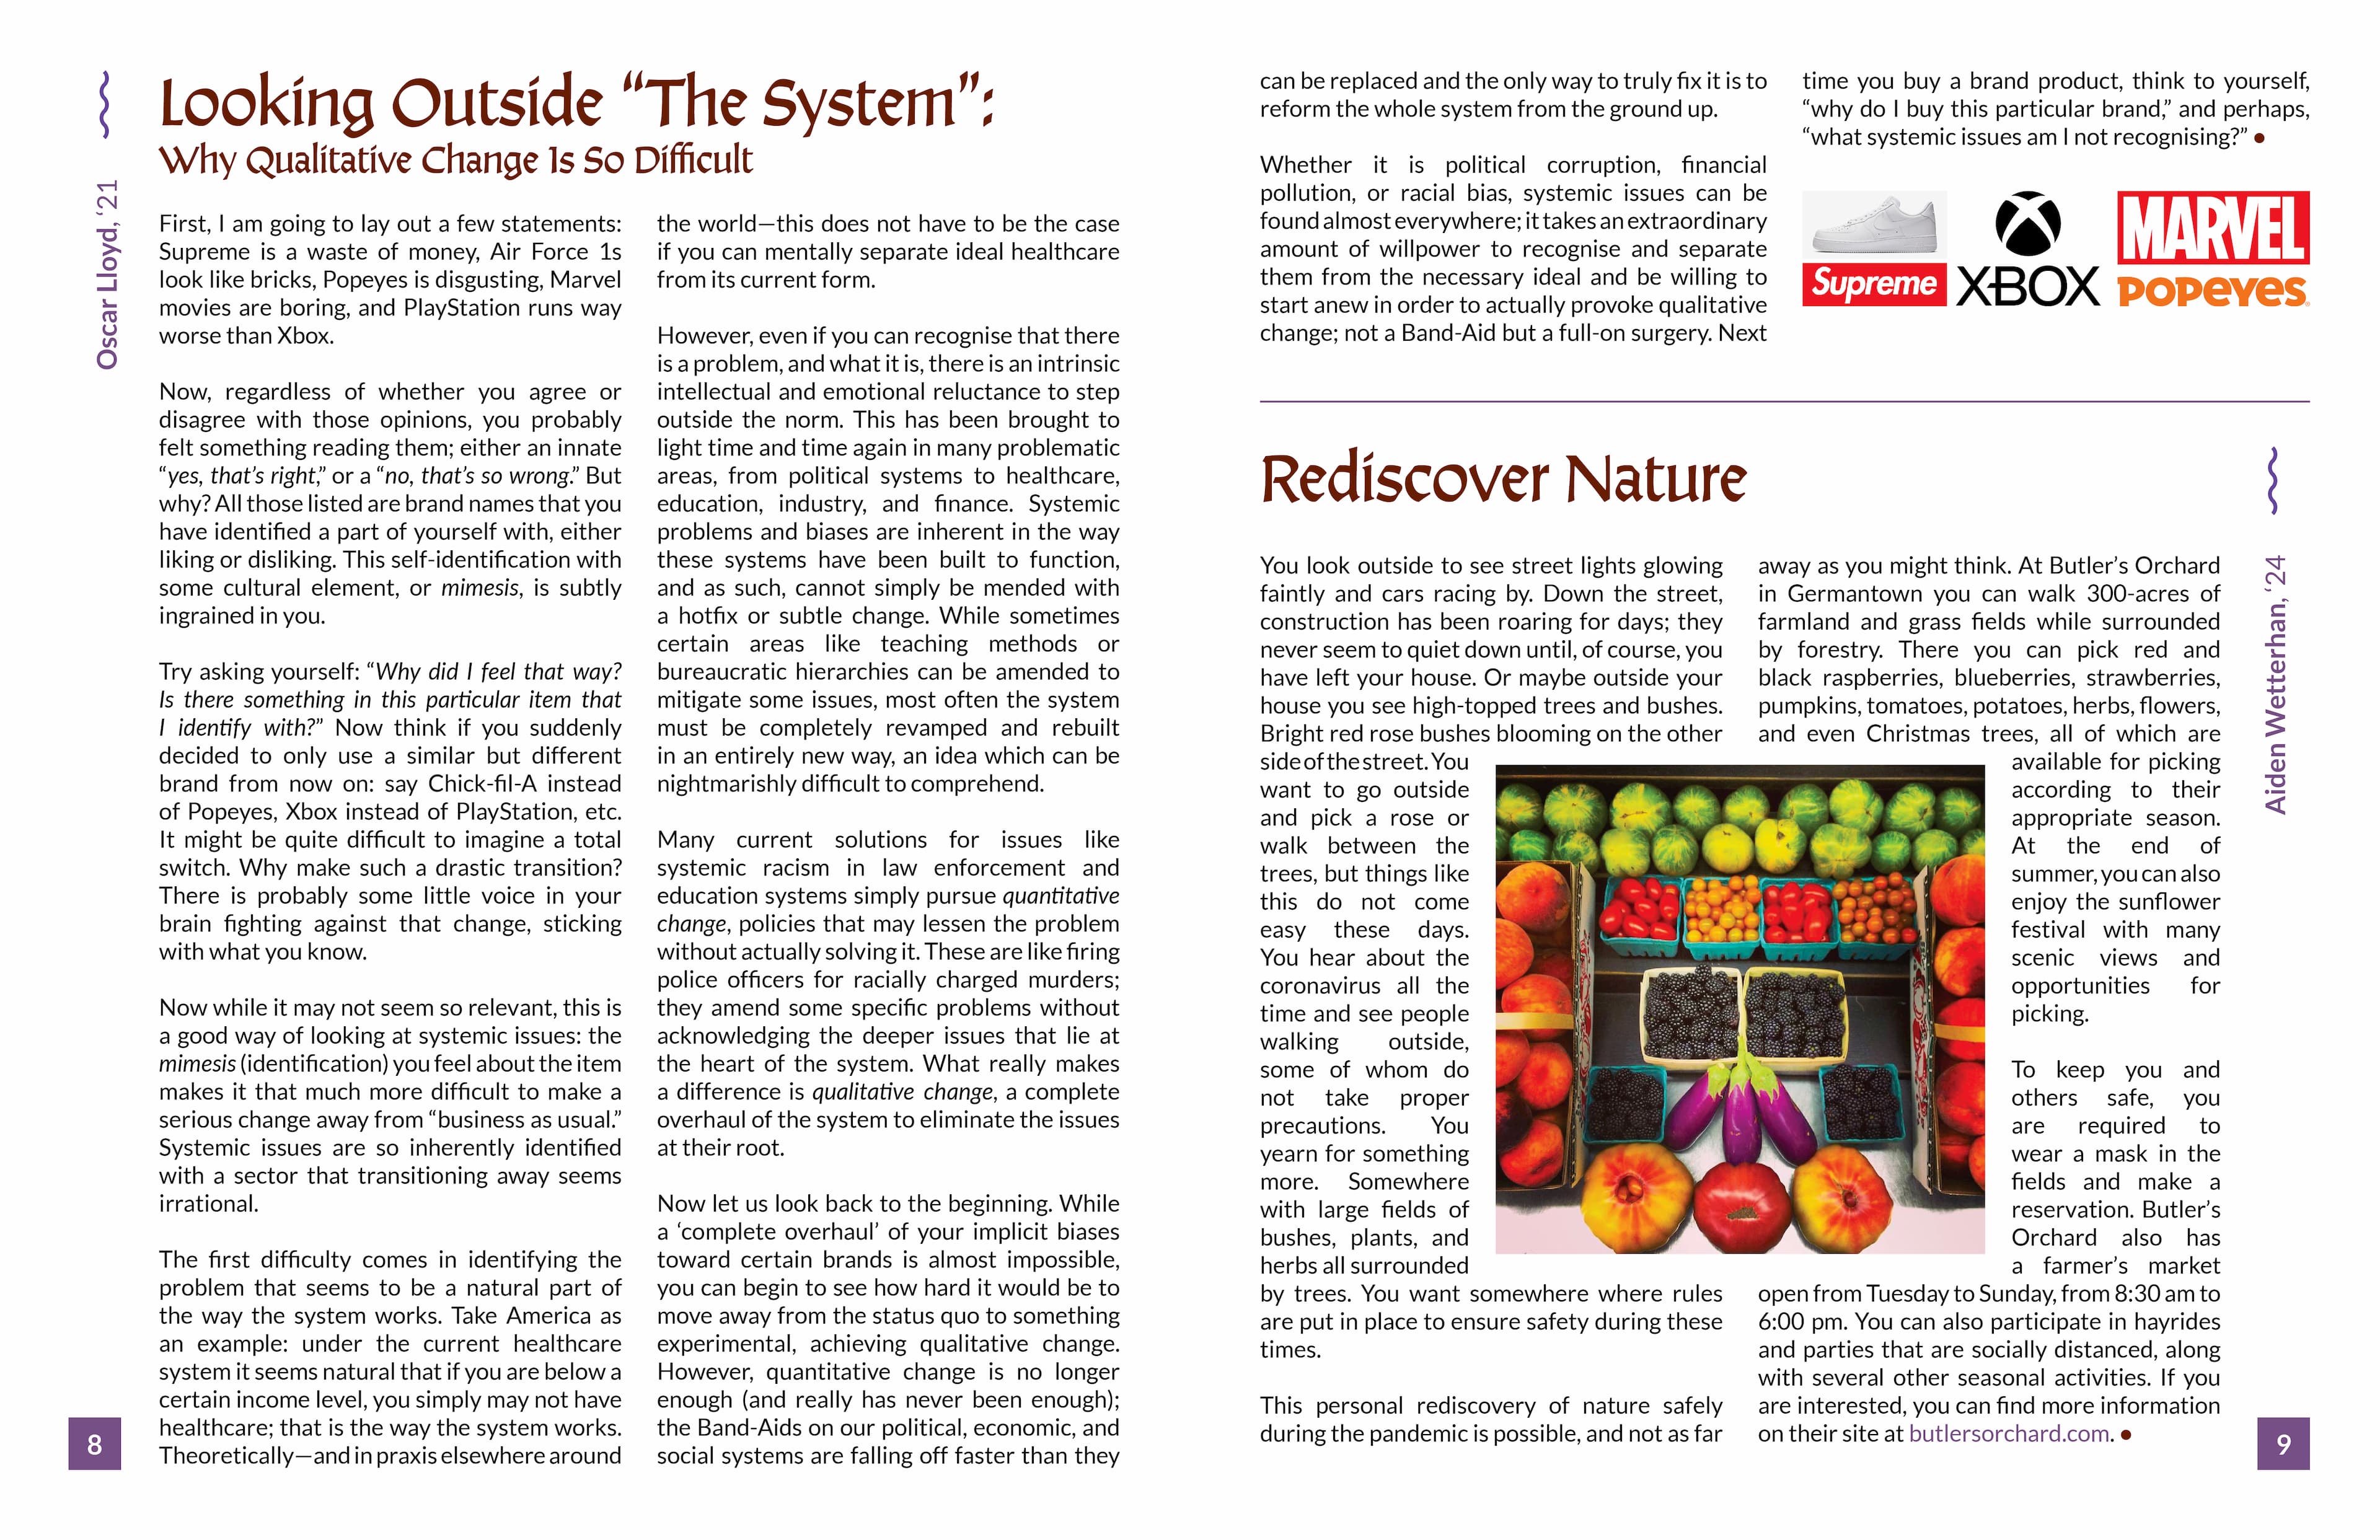 Looking Outside “The System”:
Why Qualitative Change Is So Difficult
Oscar Lloyd, ‘21
First, I am going to lay out a few statements:
Supreme is a waste of money, Air Force 1s
look like bricks, Popeyes is disgusting, Marvel
movies are boring, and PlayStation runs way
worse than Xbox.
Now, regardless of whether you agree or
disagree with those opinions, you probably
felt something reading them; either an innate
“yes, that’s right,” or a “no, that’s so wrong.” But
why? All those listed are brand names that you
have identified a part of yourself with, either
liking or disliking. This self-identification with
some cultural element, or mimesis, is subtly
ingrained in you.
Try asking yourself: “Why did I feel that way?
Is there something in this particular item that
I identify with?” Now think if you suddenly
decided to only use a similar but different
brand from now on: say Chick-fil-A instead
of Popeyes, Xbox instead of PlayStation, etc.
It might be quite difficult to imagine a total
switch. Why make such a drastic transition?
There is probably some little voice in your
brain fighting against that change, sticking
with what you know.
Now while it may not seem so relevant, this is
a good way of looking at systemic issues: the
mimesis (identification) you feel about the item
makes it that much more difficult to make a
serious change away from “business as usual.”
Systemic issues are so inherently identified
with a sector that transitioning away seems
irrational.
The first difficulty comes in identifying the
problem that seems to be a natural part of
the way the system works. Take America as
an example: under the current healthcare
system it seems natural that if you are below a
certain income level, you simply may not have
healthcare; that is the way the system works.
Theoretically—and in praxis elsewhere around
the world—this does not have to be the case
if you can mentally separate ideal healthcare
from its current form.
However, even if you can recognise that there
is a problem, and what it is, there is an intrinsic
intellectual and emotional reluctance to step
outside the norm. This has been brought to
light time and time again in many problematic
areas, from political systems to healthcare,
education, industry, and finance. Systemic
problems and biases are inherent in the way
these systems have been built to function,
and as such, cannot simply be mended with
a hotfix or subtle change. While sometimes
certain areas like teaching methods or
bureaucratic hierarchies can be amended to
mitigate some issues, most often the system
must be completely revamped and rebuilt
in an entirely new way, an idea which can be
nightmarishly difficult to comprehend.
Many current solutions for issues like
systemic racism in law enforcement and
education systems simply pursue quantitative
change, policies that may lessen the problem
without actually solving it. These are like firing
police officers for racially charged murders;
they amend some specific problems without
acknowledging the deeper issues that lie at
the heart of the system. What really makes
a difference is qualitative change, a complete
overhaul of the system to eliminate the issues
at their root.
Now let us look back to the beginning. While
a ‘complete overhaul’ of your implicit biases
toward certain brands is almost impossible,
you can begin to see how hard it would be to
move away from the status quo to something
experimental, achieving qualitative change.
However, quantitative change is no longer
enough (and really has never been enough);
the Band-Aids on our political, economic, and
social systems are falling off faster than they
8
can be replaced and the only way to truly fix it is to
reform the whole system from the ground up.
Whether it is political corruption, financial
pollution, or racial bias, systemic issues can be
found almost everywhere; it takes an extraordinary
amount of willpower to recognise and separate
them from the necessary ideal and be willing to
start anew in order to actually provoke qualitative
change; not a Band-Aid but a full-on surgery. Next
time you buy a brand product, think to yourself,
“why do I buy this particular brand,” and perhaps,
“what systemic issues am I not recognising?” ●
Supreme
XBOX
MARVEL
POPEYES
Rediscover Nature
Aiden Wetterhan, ‘24
You look outside to see street lights glowing
faintly and cars racing by. Down the street,
construction has been roaring for days; they
never seem to quiet down until, of course, you
have left your house. Or maybe outside your
house you see high-topped trees and bushes.
Bright red rose bushes blooming on the other
side of the street. You
want to go outside
and pick a rose or
walk between the
trees, but things like
this do not come
easy these days.
You hear about the
coronavirus all the
time and see people
walking outside,
some of whom do
not take proper
precautions. You
yearn for something
more. Somewhere
with large fields of
bushes, plants, and
herbs all surrounded
by trees. You want somewhere where rules
are put in place to ensure safety during these
times.
This personal rediscovery of nature safely
during the pandemic is possible, and not as far
away as you might think. At Butler’s Orchard
in Germantown you can walk 300-acres of
farmland and grass fields while surrounded
by forestry. There you can pick red and
black raspberries, blueberries, strawberries,
pumpkins, tomatoes, potatoes, herbs, flowers,
and even Christmas trees, all of which are
available for picking
according to their
appropriate season.
At the end of
summer, you can also
enjoy the sunflower
festival with many
scenic views and
opportunities for
picking.
To keep you and
others safe, you
are required to
wear a mask in the
fields and make a
reservation. Butler’s
Orchard also has
a farmer’s market
open from Tuesday to Sunday, from 8:30 am to
6:00 pm. You can also participate in hayrides
and parties that are socially distanced, along
with several other seasonal activities. If you
are interested, you can find more information
on their site at butlersorchard.com. ●
9